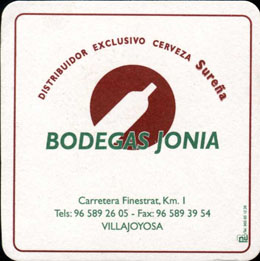 DISTRIBUIDOR EXCLUSIVO CERVEZA Sureña
BODEGAS JONIA
Carretera Finestrat, Km. 1
Tels: 96 589 26 05 - Fax: 96 589 39 54
VILLAJOYOSA